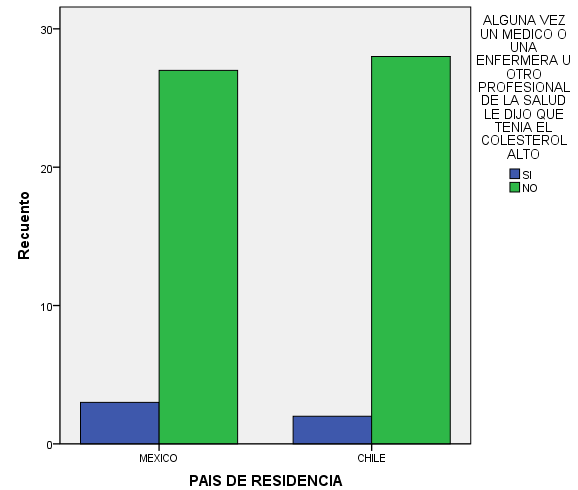 ALGUNA VEZ
UN MEDICO O
UNA
ENFERMERA U
OTRO
PROFESIONAL
DE LA SALUD
LE DIJO QUE
TENIA EL
COLESTEROL
ALTO
SI
NO
Recuento
30
20
10
0
MEXICO
CHILE
PAIS DE RESIDENCIA